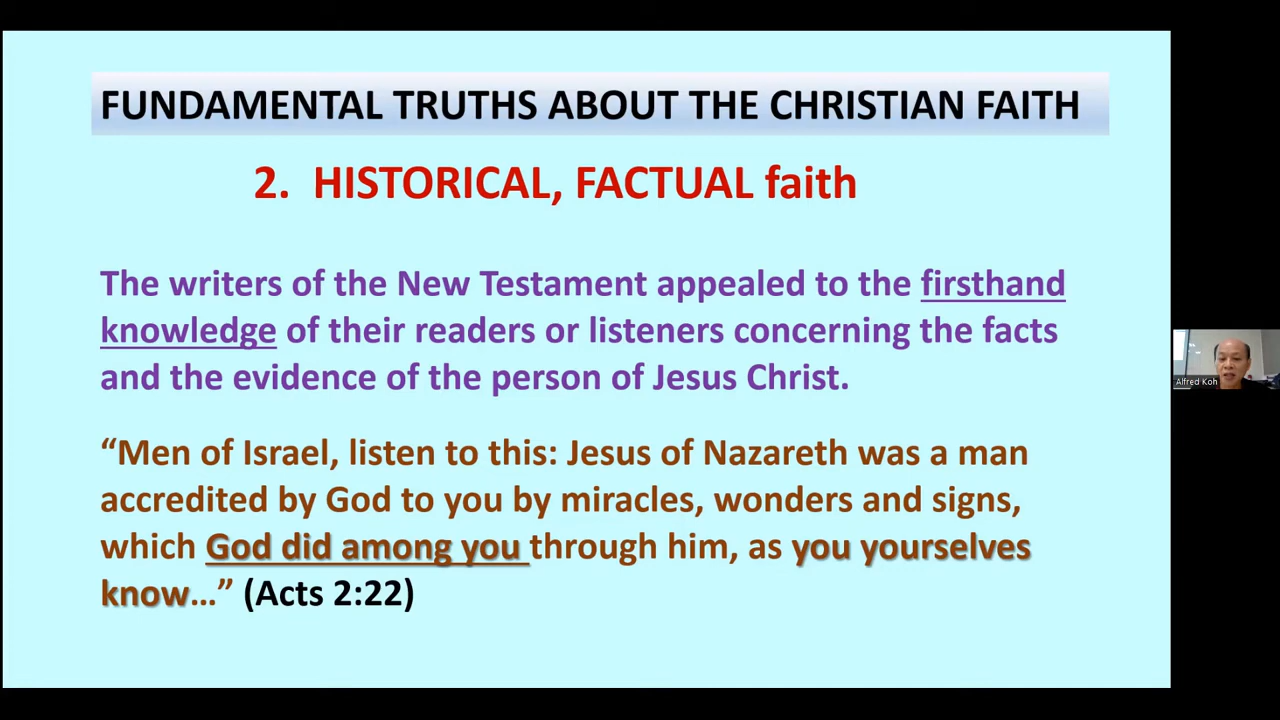 FUNDAMENTAL TRUTHS ABOUT THE CHRISTIAN FAITH
2. HISTORICAL, FACTUAL faith
The writers of the New Testament appealed to the firsthand
knowledge of their readers or listeners concerning the facts
and the evidence of the person of Jesus Christ.
“Men of Israel, listen to this: Jesus of Nazareth was a man
accredited by God to you by miracles, wonders and signs,
which God did among you through him, as you yourselves
know…” (Acts 2:22)
Alfred Koh